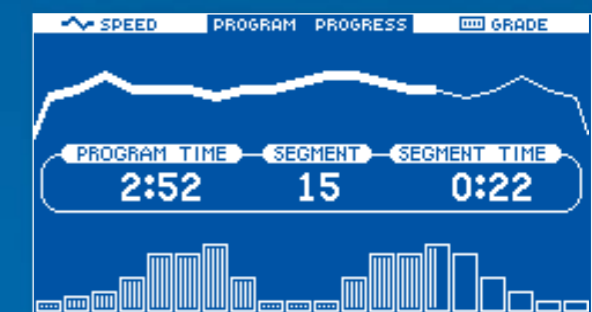 SPEED PROGRAM PROGRESS GRADE
PROGRAM TIME SEGMENT SEGMENT TIME
2:52 15 0:22